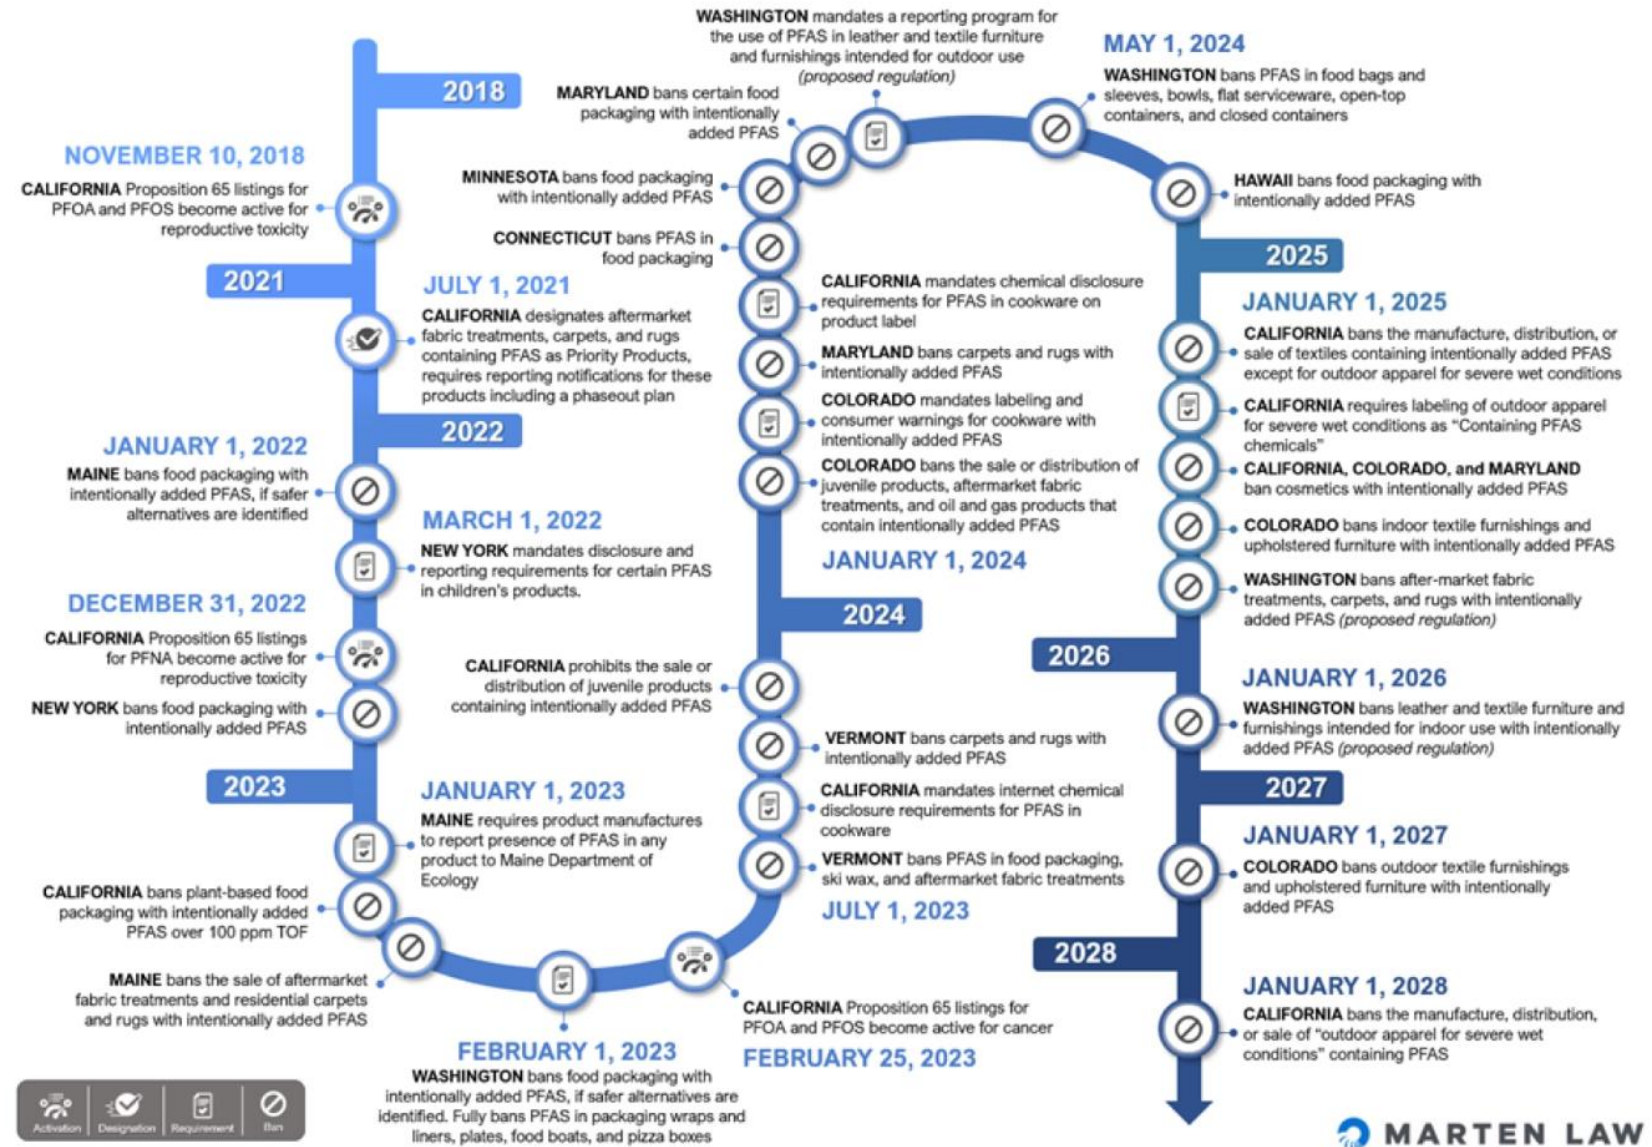 2018
NOVEMBER 10, 2018
CALIFORNIA Proposition 65 listings for
PFOA and PFOS become active for
reproductive toxicity
2021
JULY 1, 2021
CALIFORNIA designates aftermarket
fabric treatments, carpets, and rugs
containing PFAS as Priority Products,
requires reporting notifications for these
products including a phaseout plan
2022
JANUARY 1, 2022
MAINE bans food packaging with
intentionally added PFAS, if safer
alternatives are identified
MARCH 1, 2022
NEW YORK mandates disclosure and
reporting requirements for certain PFAS
in children's products.
DECEMBER 31, 2022
CALIFORNIA Proposition 65 listings
for PFNA become active for
reproductive toxicity
NEW YORK bans food packaging with
intentionally added PFAS
2023
JANUARY 1, 2023
MAINE requires product manufactures
to report presence of PFAS in any
product to Maine Department of
Ecology
CALIFORNIA bans plant-based food
packaging with intentionally added
PFAS over 100 ppm TOF
MAINE bans the sale of aftermarket
fabric treatments and residential carpets
and rugs with intentionally added PFAS
FEBRUARY 1, 2023
WASHINGTON bans food packaging with
intentionally added PFAS, if safer alternatives are
identified. Fully bans PFAS in packaging wraps and
liners, plates, food boats, and pizza boxes
CALIFORNIA Proposition 65 listings for
PFOA and PFOS become active for cancer
FEBRUARY 25, 2023
VERMONT bans PFAS in food packaging,
ski wax, and aftermarket fabric treatments
JULY 1, 2023
CALIFORNIA mandates internet chemical
disclosure requirements for PFAS in
cookware
VERMONT bans carpets and rugs with
intentionally added PFAS
CALIFORNIA prohibits the sale or
distribution of juvenile products
containing intentionally added PFAS
2024
JANUARY 1, 2024
COLORADO bans the sale or distribution of
juvenile products, aftermarket fabric
treatments, and oil and gas products that
contain intentionally added PFAS
COLORADO mandates labeling and
consumer warnings for cookware with
intentionally added PFAS
MARYLAND bans carpets and rugs with
intentionally added PFAS
CALIFORNIA mandates chemical disclosure
requirements for PFAS in cookware on
product label
CONNECTICUT bans PFAS in
food packaging
MINNESOTA bans food packaging
with intentionally added PFAS
MARYLAND bans certain food
packaging with intentionally
added PFAS
WASHINGTON mandates a reporting program for
the use of PFAS in leather and textile furniture
and furnishings intended for outdoor use
(proposed regulation)
MAY 1, 2024
WASHINGTON bans PFAS in food bags and
sleeves, bowls, flat serviceware, open-top
containers, and closed containers
HAWAII bans food packaging with
intentionally added PFAS
2025
JANUARY 1, 2025
CALIFORNIA bans the manufacture, distribution, or
sale of textiles containing intentionally added PFAS
except for outdoor apparel for severe wet conditions
CALIFORNIA requires labeling of outdoor apparel
for severe wet conditions as “Containing PFAS
chemicals”
CALIFORNIA, COLORADO, and MARYLAND
ban cosmetics with intentionally added PFAS
COLORADO bans indoor textile furnishings and
upholstered furniture with intentionally added PFAS
WASHINGTON bans after-market fabric
treatments, carpets, and rugs with intentionally
added PFAS (proposed regulation)
2026
JANUARY 1, 2026
WASHINGTON bans leather and textile furniture and
furnishings intended for indoor use with intentionally
added PFAS (proposed regulation)
2027
JANUARY 1, 2027
COLORADO bans outdoor textile furnishings
and upholstered furniture with intentionally
added PFAS
2028
JANUARY 1, 2028
CALIFORNIA bans the manufacture, distribution,
or sale of “outdoor apparel for severe wet
conditions” containing PFAS
Activation
Designation
Requirement
Ban
MARTEN LAW